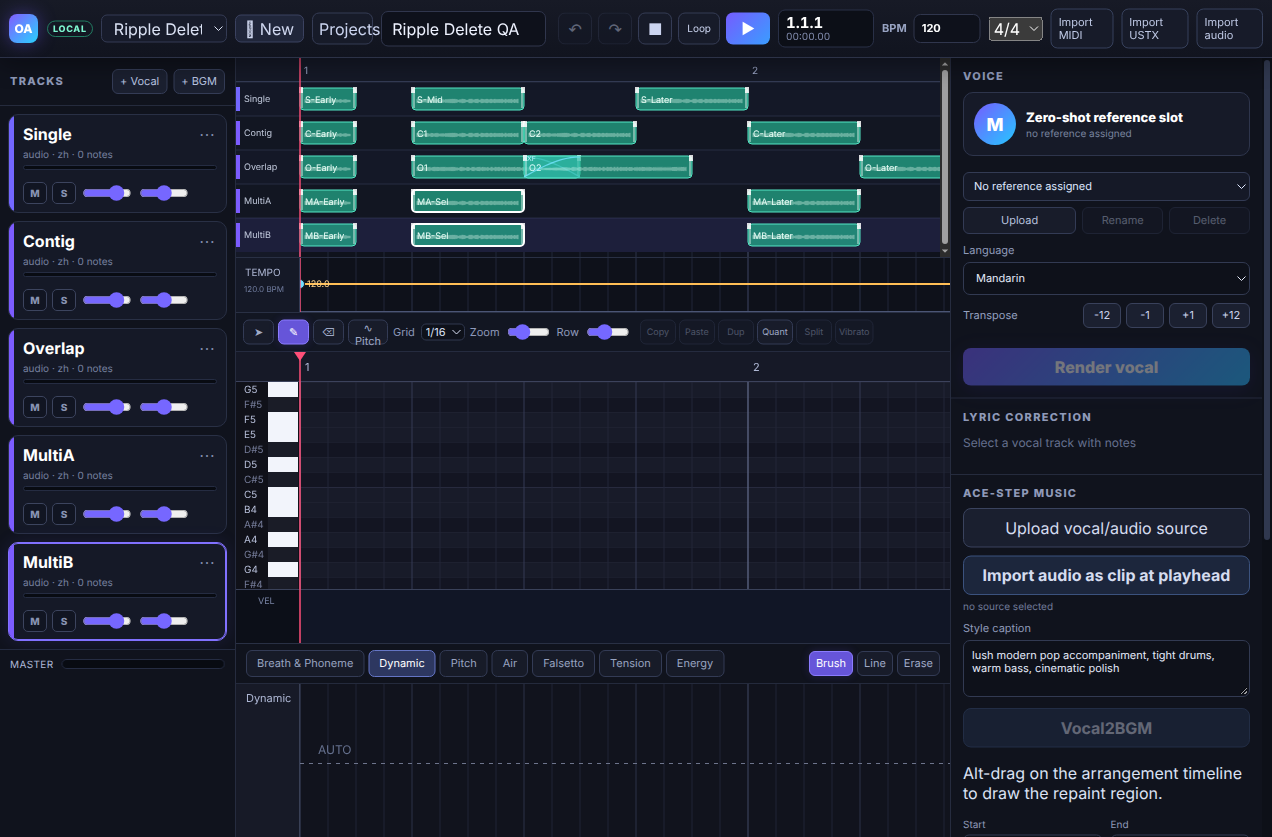 OA LOCAL Ripple Delet New Projects Ripple Delete QA Loop 1.1.1 BPM 120 4/4
00:00.00
Import MIDI
Import USTX
Import audio
TRACKS + Vocal + BGM
Single ...
audio · zh · 0 notes
M S
Contig ...
audio · zh · 0 notes
M S
Overlap ...
audio · zh · 0 notes
M S
MultiA ...
audio · zh · 0 notes
M S
MultiB ...
audio · zh · 0 notes
M S
MASTER
1 2
Single S-Early S-Mid S-Later
Contig C-Early C1 C2 C-Later
Overlap O-Early O1 XF O2 O-Later
MultiA MA-Early MA-Sel MA-Later
MultiB MB-Early MB-Sel MB-Later
TEMPO
120.0 BPM 120.0
Pitch Grid 1/16 Zoom Row Copy Paste Dup Quant Split Vibrato
1 2
G5
F#5
F5
E5
D#5
D5
C#5
C5
B4
A#4
A4
G#4
G4
F#4
VEL
Breath & Phoneme Dynamic Pitch Air Falsetto Tension Energy Brush Line Erase
Dynamic
AUTO
VOICE
M Zero-shot reference slot
no reference assigned
No reference assigned
Upload Rename Delete
Language
Mandarin
Transpose -12 -1 +1 +12
Render vocal
LYRIC CORRECTION
Select a vocal track with notes
ACE-STEP MUSIC
Upload vocal/audio source
Import audio as clip at playhead
no source selected
Style caption
lush modern pop accompaniment, tight drums,
warm bass, cinematic polish
Vocal2BGM
Alt-drag on the arrangement timeline
to draw the repaint region.
Start End